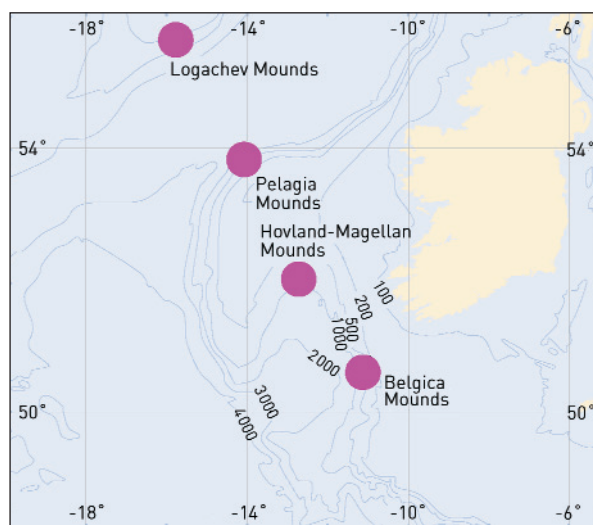 -18°
-14°
-10°
-6°
Logachev Mounds
54°
54°
Pelagia
Mounds
Hovland-Magellan
Mounds
100
200
500
1000
2000
Belgica
Mounds
3000
4000
50°
50°
-18°
-14°
-10°
-6°